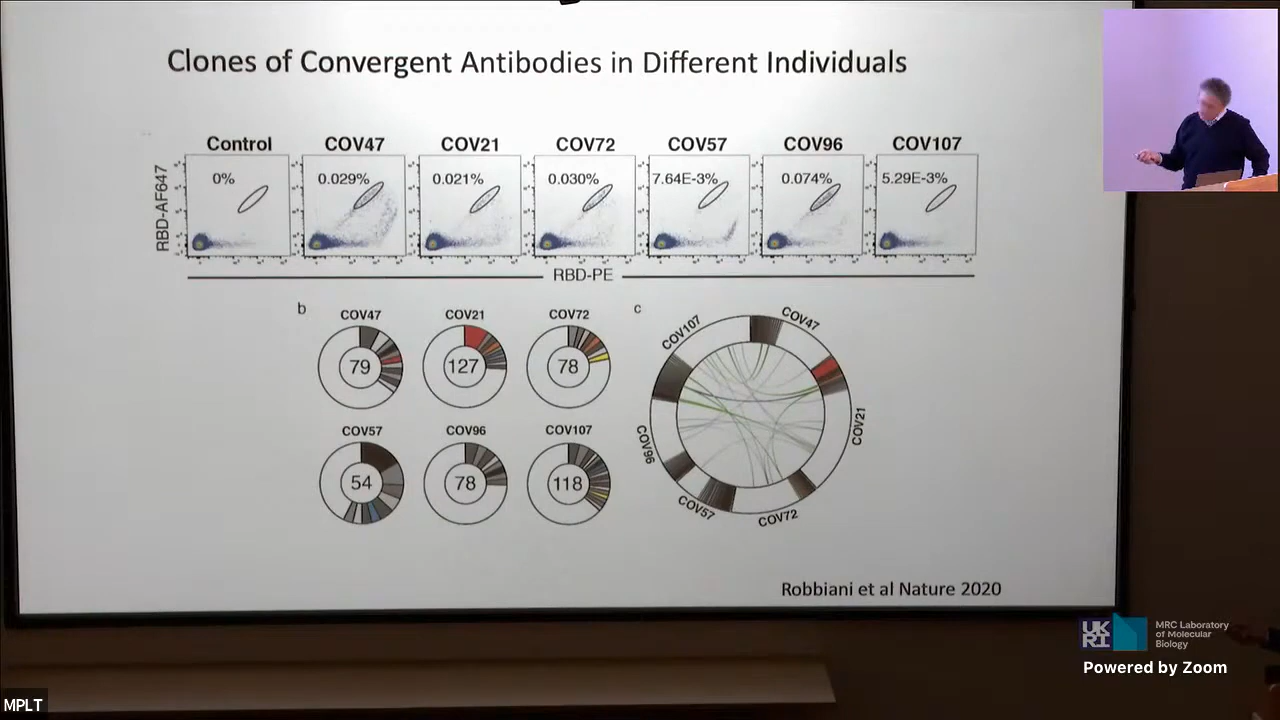 Clones of Convergent Antibodies in Different Individuals
Control COV47 COV21 COV72 COV57 COV96 COV107
0% 0.029% 0.021% 0.030% 7.64E-3% 0.074% 5.29E-3%
RBD-AF647
RBD-PE
b
COV47 COV21 COV72
79 127 78
COV57 COV96 COV107
54 78 118
c
COV47
COV107
COV21
COV96
COV57
COV72
Robbiani et al Nature 2020
UK
RI
MRC Laboratory
of Molecular
Biology
Powered by Zoom
MPLT